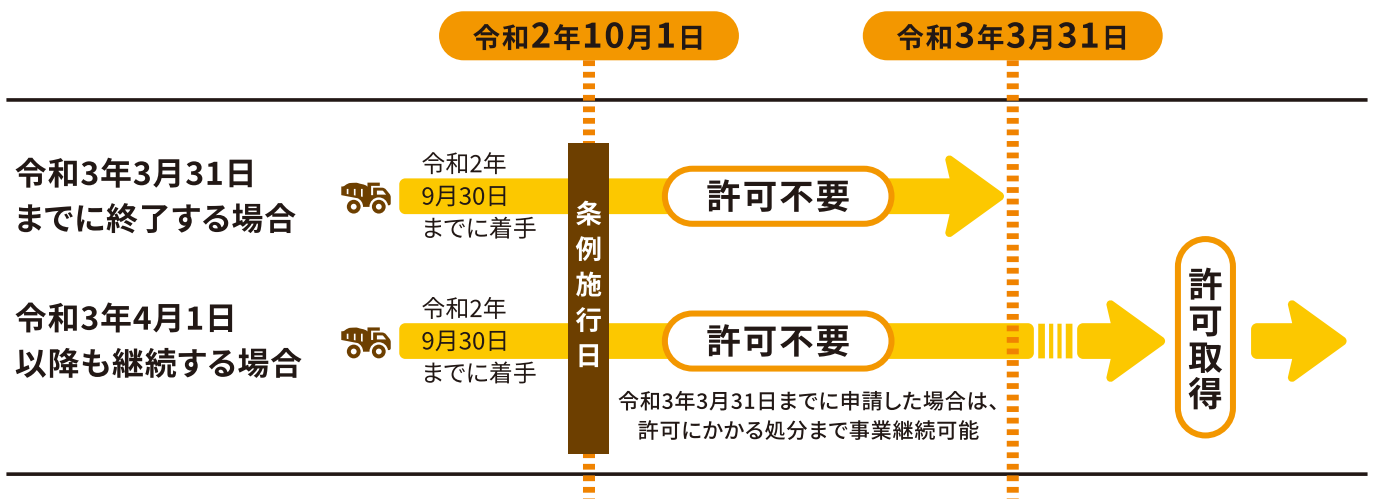 令和2年10月1日
令和3年3月31日
令和3年3月31日
までに終了する場合
令和2年
9月30日
までに着手
条例施行日
許可不要
令和3年4月1日
以降も継続する場合
令和2年
9月30日
までに着手
許可不要
許可取得
令和3年3月31日までに申請した場合は、
許可にかかる処分まで事業継続可能